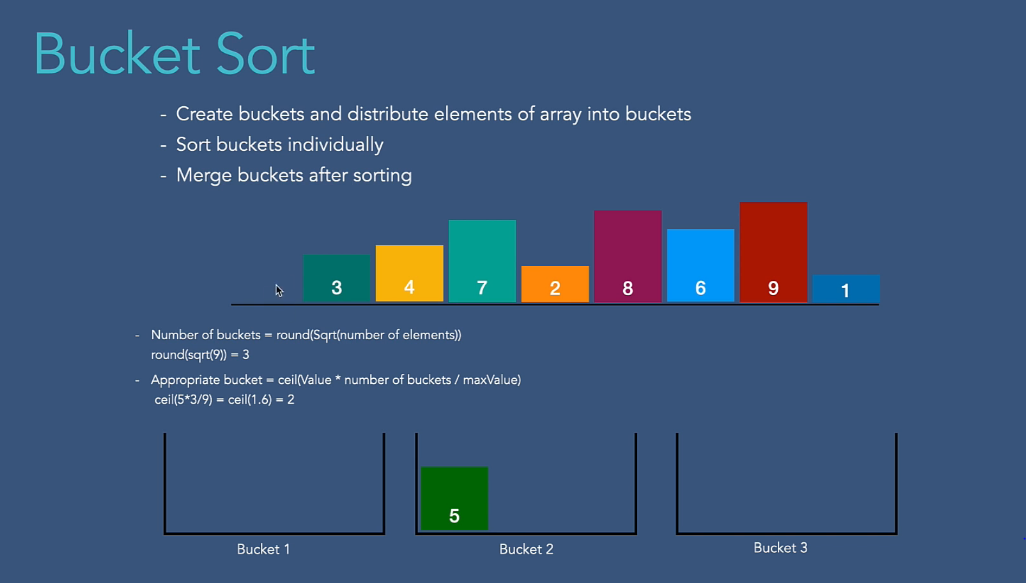 Bucket Sort
- Create buckets and distribute elements of array into buckets
- Sort buckets individually
- Merge buckets after sorting
3 4 7 2 8 6 9 1
- Number of buckets = round(Sqrt(number of elements))
round(sqrt(9)) = 3
- Appropriate bucket = ceil(Value * number of buckets / maxValue)
ceil(5*3/9) = ceil(1.6) = 2
5
Bucket 1 Bucket 2 Bucket 3